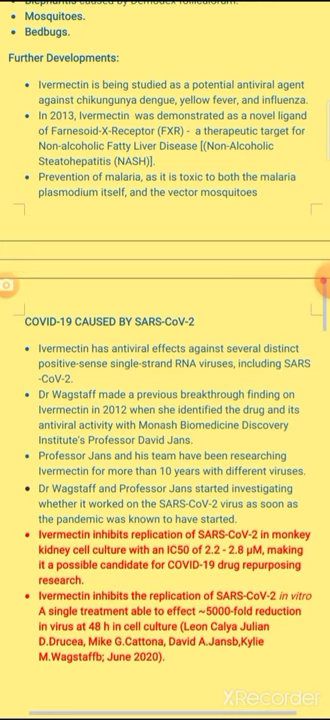 • Blepharitis caused by Demodex folliculorum.
• Mosquitoes.
• Bedbugs.
Further Developments:
• Ivermectin is being studied as a potential antiviral agent
against chikungunya dengue, yellow fever, and influenza.
• In 2013, Ivermectin was demonstrated as a novel ligand
of Farnesoid-X-Receptor (FXR) - a therapeutic target for
Non-alcoholic Fatty Liver Disease [(Non-Alcoholic
Steatohepatitis (NASH)].
• Prevention of malaria, as it is toxic to both the malaria
plasmodium itself, and the vector mosquitoes
COVID-19 CAUSED BY SARS-CoV-2
• Ivermectin has antiviral effects against several distinct
positive-sense single-strand RNA viruses, including SARS
-CoV-2.
• Dr Wagstaff made a previous breakthrough finding on
Ivermectin in 2012 when she identified the drug and its
antiviral activity with Monash Biomedicine Discovery
Institute's Professor David Jans.
• Professor Jans and his team have been researching
Ivermectin for more than 10 years with different viruses.
• Dr Wagstaff and Professor Jans started investigating
whether it worked on the SARS-CoV-2 virus as soon as
the pandemic was known to have started.
• Ivermectin inhibits replication of SARS-CoV-2 in monkey
kidney cell culture with an IC50 of 2.2 - 2.8 µM, making
it a possible candidate for COVID-19 drug repurposing
research.
• Ivermectin inhibits the replication of SARS-CoV-2 in vitro
A single treatment able to effect ~5000-fold reduction
in virus at 48 h in cell culture (Leon Calya Julian
D.Drucea, Mike G.Cattona, David A.Jansb,Kylie
M.Wagstaffb; June 2020).
XRecorder